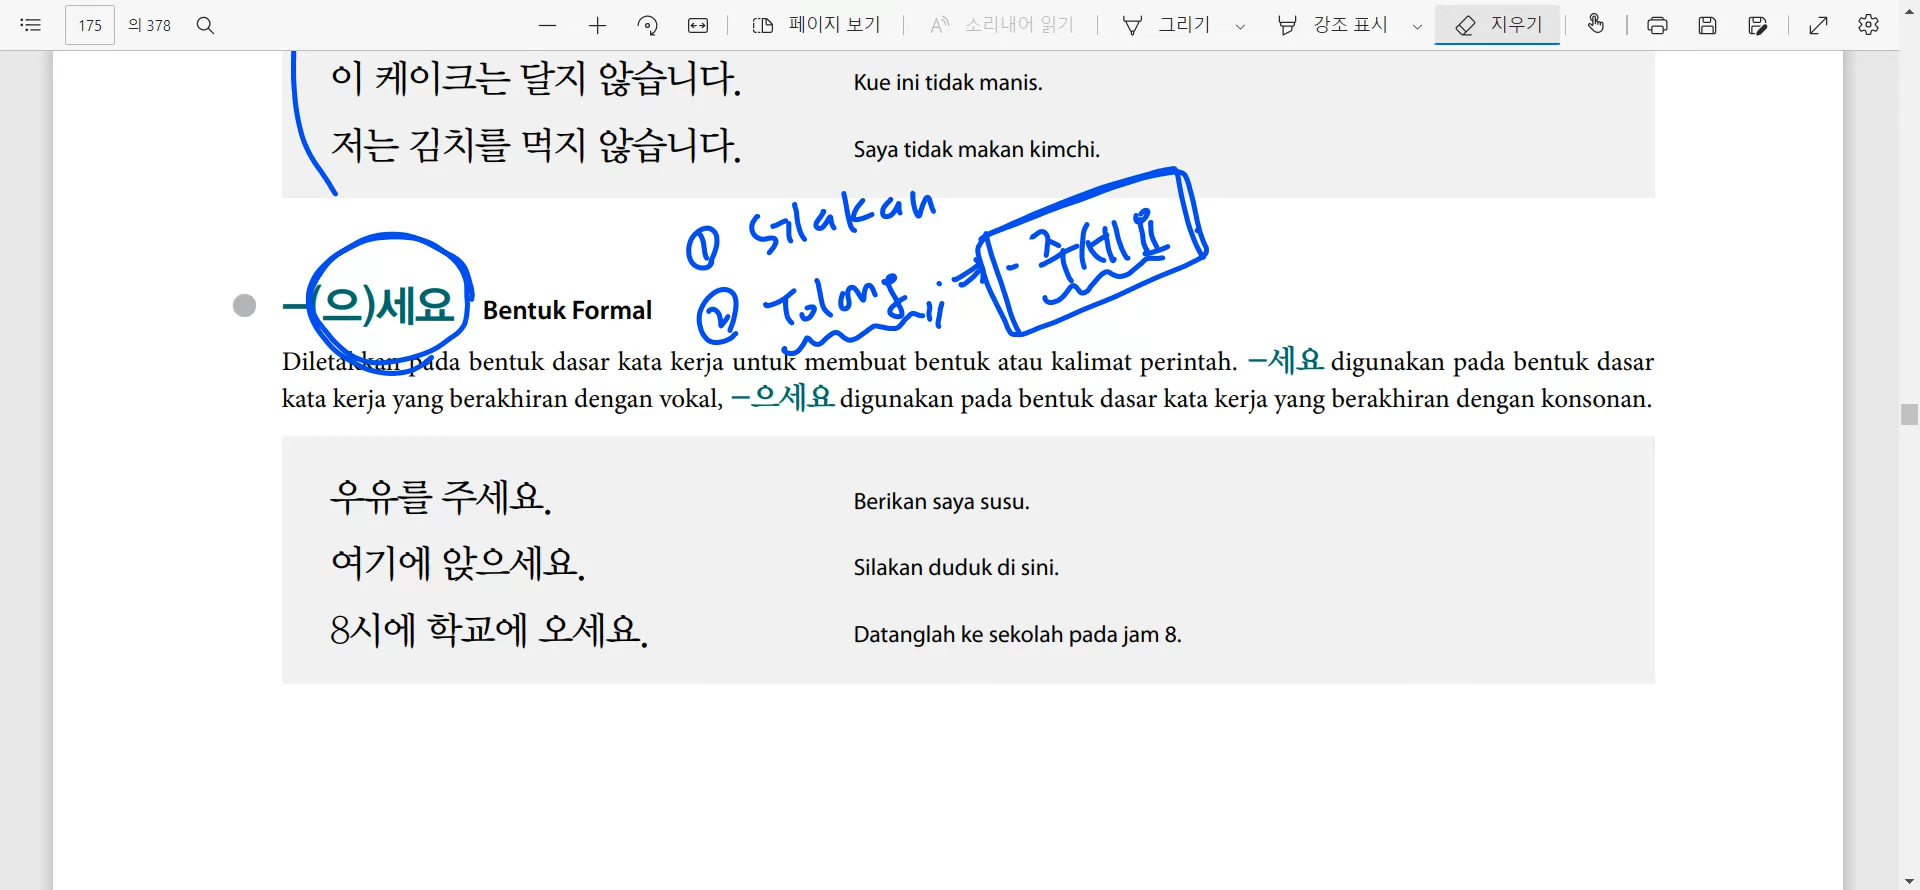 175 의 378 페이지 보기 소리내어 읽기 그리기 강조 표시 지우기
이 케이크는 달지 않습니다. Kue ini tidak manis.
저는 김치를 먹지 않습니다. Saya tidak makan kimchi.
① Silakan
② Tolong - 주세요
–(으)세요 Bentuk Formal
Diletakkan pada bentuk dasar kata kerja untuk membuat bentuk atau kalimat perintah. –세요 digunakan pada bentuk dasar
kata kerja yang berakhiran dengan vokal, –으세요 digunakan pada bentuk dasar kata kerja yang berakhiran dengan konsonan.
우유를 주세요. Berikan saya susu.
여기에 앉으세요. Silakan duduk di sini.
8시에 학교에 오세요. Datanglah ke sekolah pada jam 8.